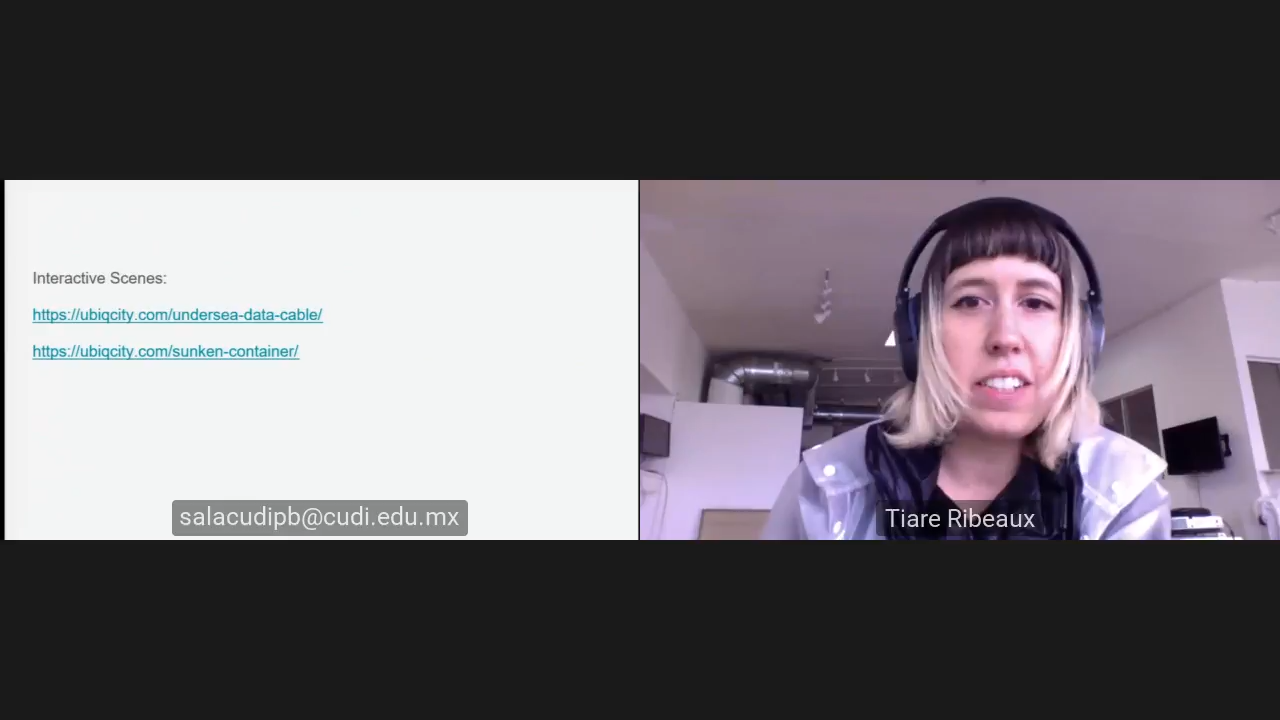 Interactive Scenes:
https://ubiqcity.com/undersea-data-cable/
https://ubiqcity.com/sunken-container/
salacudipb@cudi.edu.mx
Tiare Ribeaux